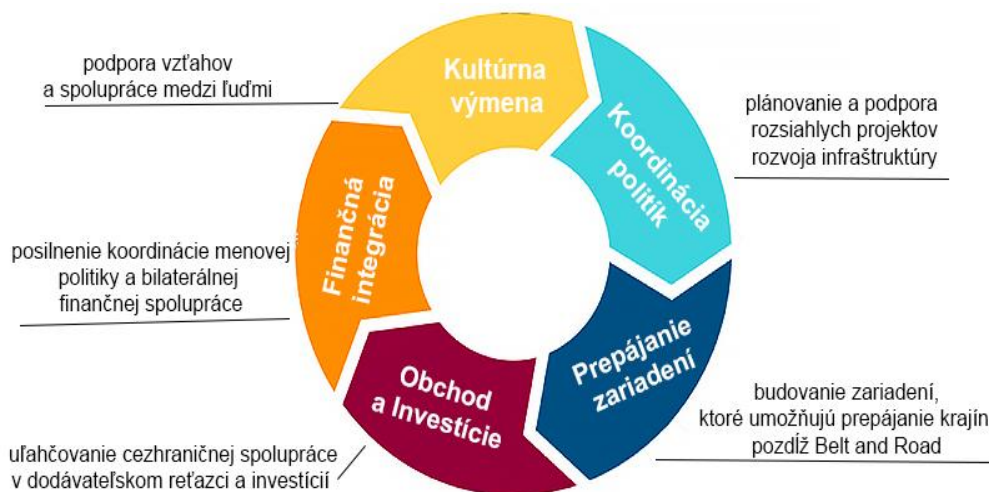 podpora vzťahov
a spolupráce medzi ľuďmi
Kultúrna
výmena
Koordinácia
politík
plánovanie a podpora
rozsiahlych projektov
rozvoja infraštruktúry
Finančná
integrácia
posilnenie koordinácie menovej
politiky a bilaterálnej
finančnej spolupráce
Prepájanie
zariadení
budovanie zariadení,
ktoré umožňujú prepájanie krajín
pozdĺž Belt and Road
Obchod
a Investície
uľahčovanie cezhraničnej spolupráce
v dodávateľskom reťazci a investícií